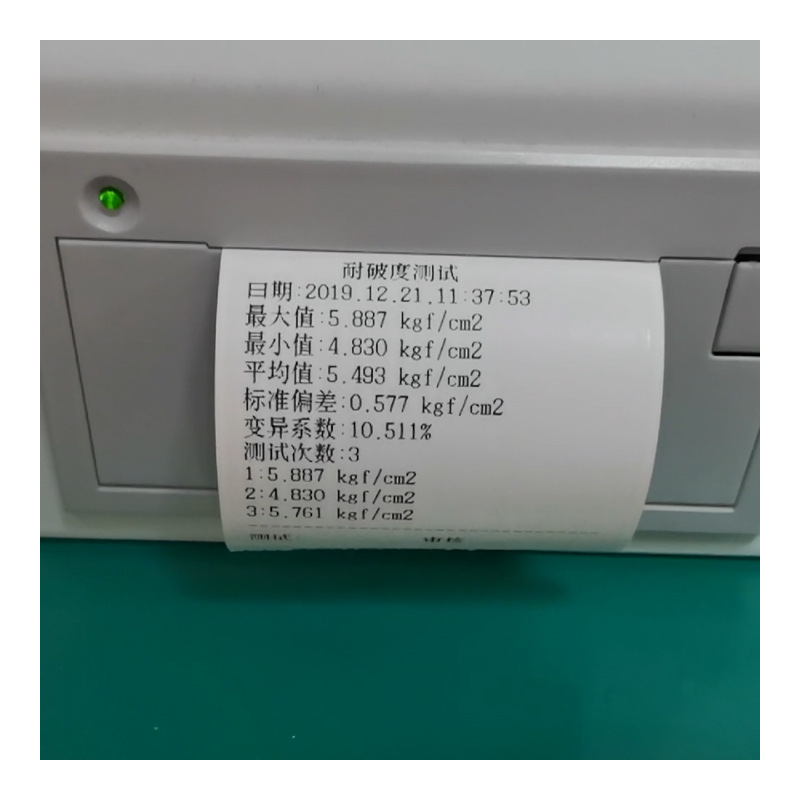 耐破度测试
日期:2019.12.21.11:37:53
最大值:5.887 kgf/cm2
最小值:4.830 kgf/cm2
平均值:5.493 kgf/cm2
标准偏差:0.577 kgf/cm2
变异系数:10.511%
测试次数:3
1:5.887 kgf/cm2
2:4.830 kgf/cm2
3:5.761 kgf/cm2
测试: